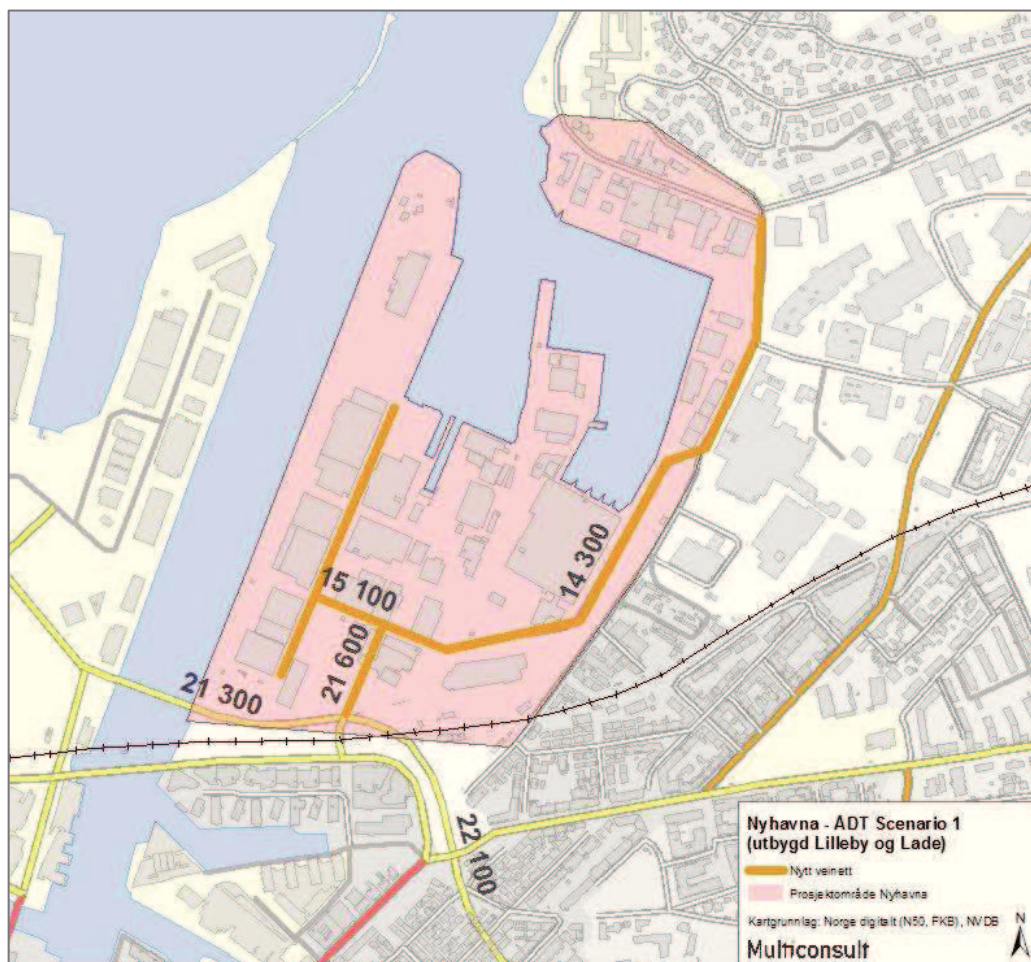 15 100
14 300
21 600
21 300
22 100
Nyhavna - ADT Scenario 1
(utbygd Lilleby og Lade)
Nytt veinett
Prosjektområde Nyhavna
Kartgrunnlag: Norge digitalt (N50, FKB), NVDB
N
Multiconsult